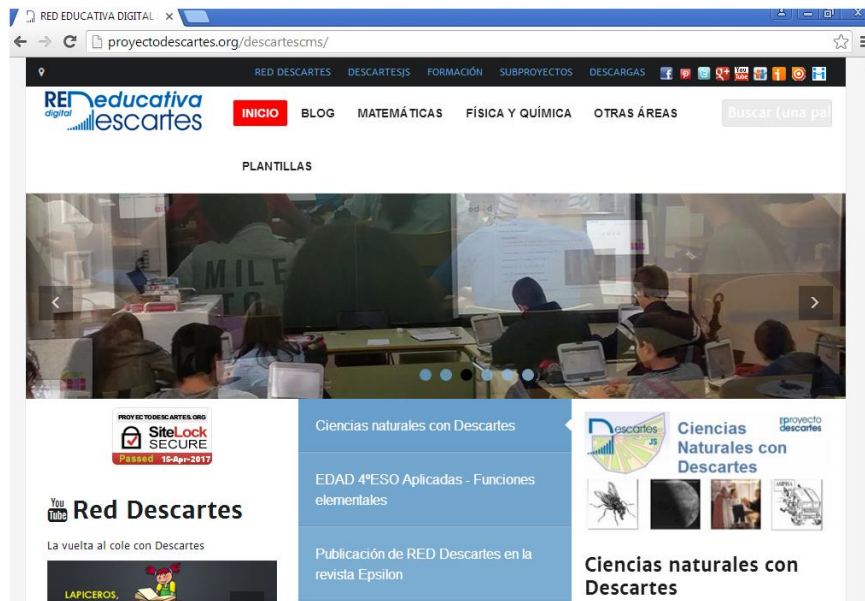 RED EDUCATIVA DIGITAL
proyectodescartes.org/descartescms/
RED DESCARTES DESCARTESJS FORMACIÓN SUBPROYECTOS DESCARGAS
RED educativa
digital Descartes
INICIO BLOG MATEMÁTICAS FÍSICA Y QUÍMICA OTRAS ÁREAS
Buscar (una pal
PLANTILLAS
MILE
PROYECTODESCARTES.ORG
SiteLock
SECURE
Passed 15-Apr-2017
You Tube Red Descartes
La vuelta al cole con Descartes
LAPICEROS,
Ciencias naturales con Descartes
EDAD 4ºESO Aplicadas - Funciones
elementales
Publicación de RED Descartes en la
revista Epsilon
Descartes
JS
Ciencias
Naturales con
Descartes
proyecto
descartes
Ciencias naturales con
Descartes